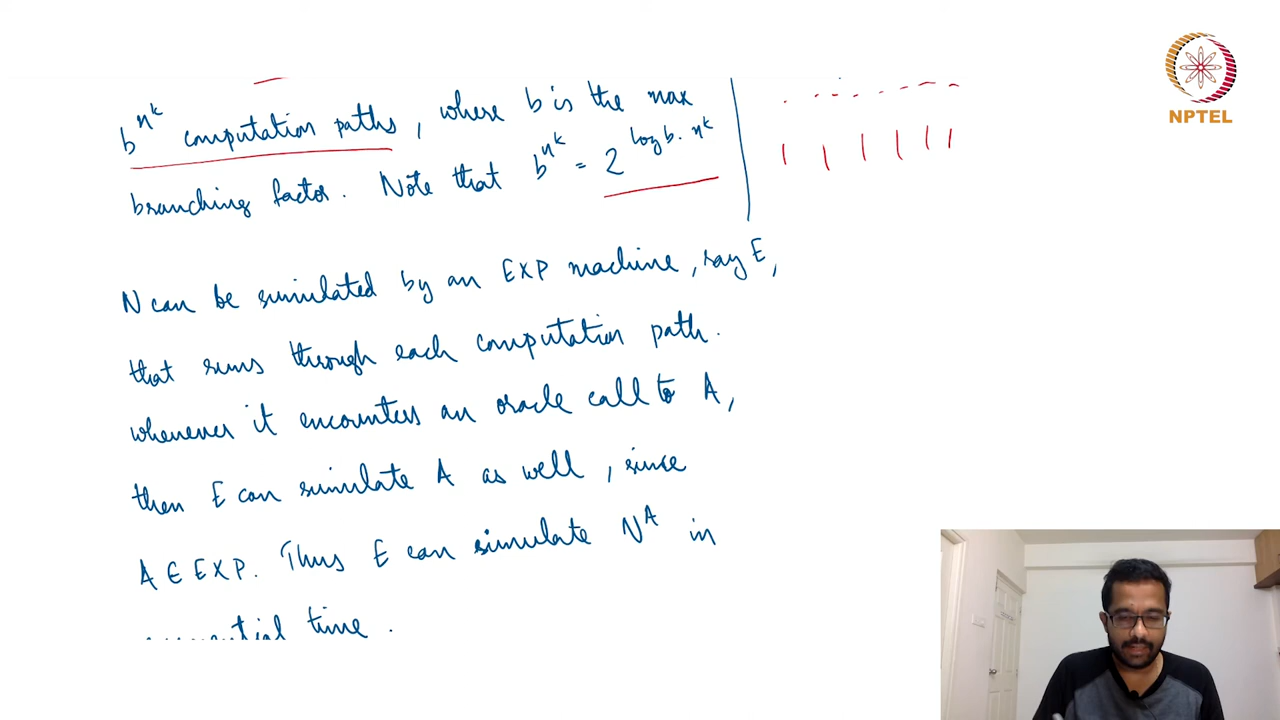 b^{n^k} computation paths, where b is the max
branching factor. Note that b^{n^k} = 2^{log b · n^k}
N can be simulated by an EXP machine, say E,
that runs through each computation path.
whenever it encounters an oracle call to A,
then E can simulate A as well, since
A ∈ EXP. Thus E can simulate N^A in
time.
NPTEL